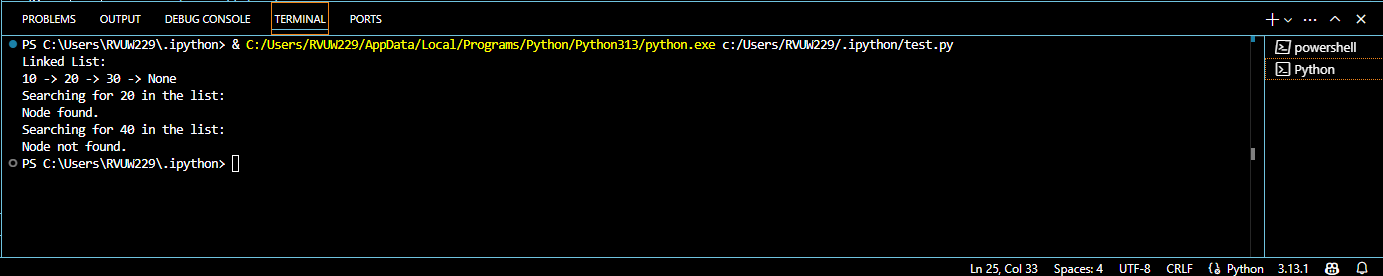 PROBLEMS OUTPUT DEBUG CONSOLE TERMINAL PORTS
PS C:\Users\RVUW229\.ipython> & C:/Users/RVUW229/AppData/Local/Programs/Python/Python313/python.exe c:/Users/RVUW229/.ipython/test.py
Linked List:
10 -> 20 -> 30 -> None
Searching for 20 in the list:
Node found.
Searching for 40 in the list:
Node not found.
PS C:\Users\RVUW229\.ipython>
powershell
Python
Ln 25, Col 33 Spaces: 4 UTF-8 CRLF Python 3.13.1